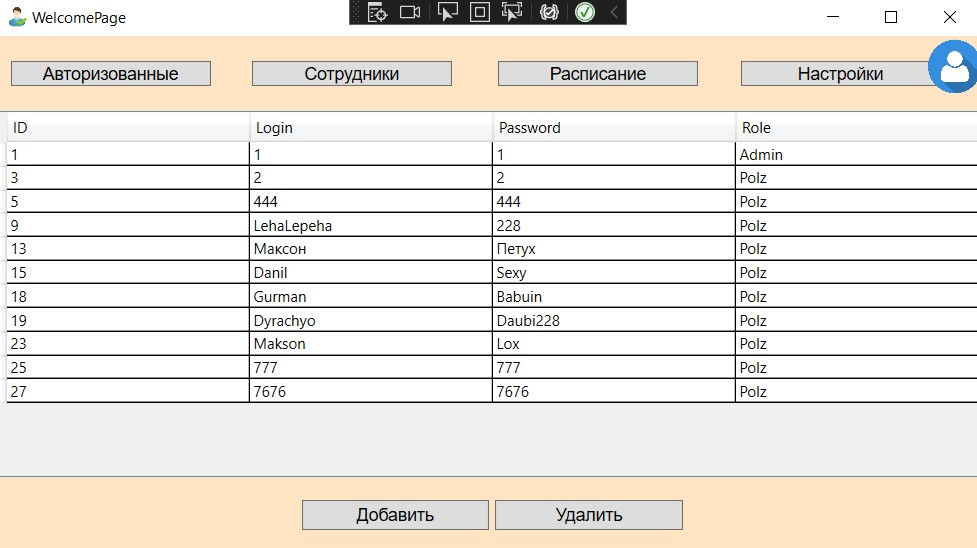 WelcomePage
Авторизованные Сотрудники Расписание Настройки
ID Login Password Role
1 1 1 Admin
3 2 2 Polz
5 444 444 Polz
9 LehaLepeha 228 Polz
13 Максон Петух Polz
15 Danil Sexy Polz
18 Gurman Babuin Polz
19 Dyrachyo Daubi228 Polz
23 Makson Lox Polz
25 777 777 Polz
27 7676 7676 Polz
Добавить Удалить